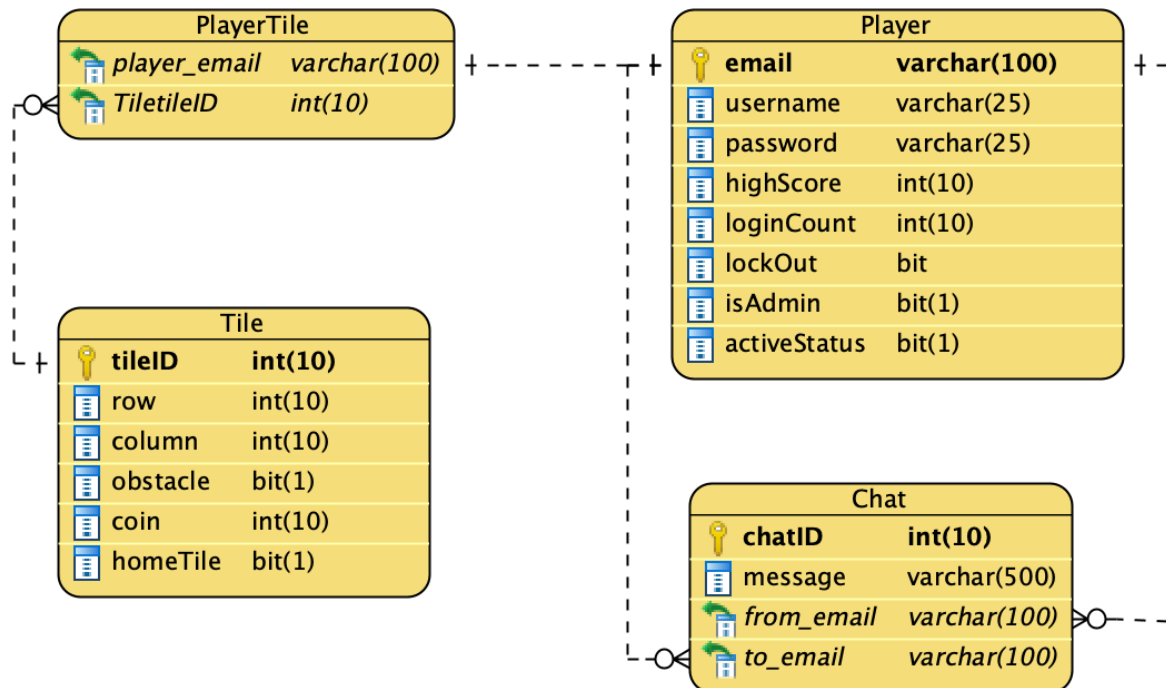 PlayerTile
player_email varchar(100)
TiletileID int(10)
Player
email varchar(100)
username varchar(25)
password varchar(25)
highScore int(10)
loginCount int(10)
lockOut bit
isAdmin bit(1)
activeStatus bit(1)
Tile
tileID int(10)
row int(10)
column int(10)
obstacle bit(1)
coin int(10)
homeTile bit(1)
Chat
chatID int(10)
message varchar(500)
from_email varchar(100)
to_email varchar(100)